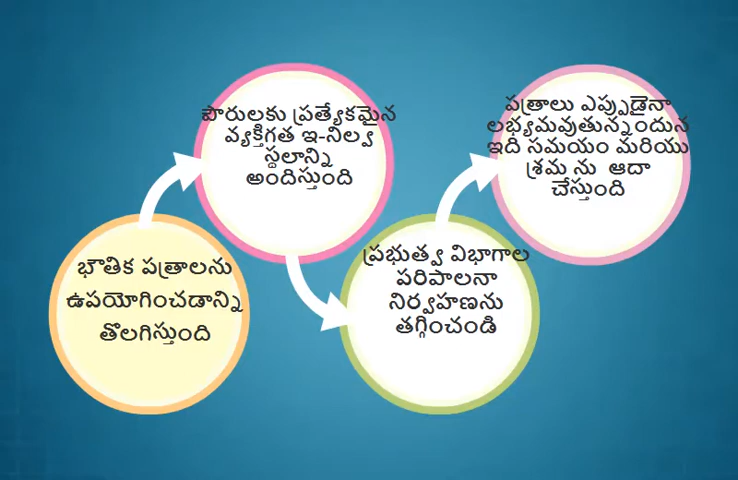 భౌతిక పత్రాలను
ఉపయోగించడాన్ని
తొలగిస్తుంది
పౌరులకు ప్రత్యేకమైన
వ్యక్తిగత ఇ-నిల్వ
స్థలాన్ని
అందిస్తుంది
ప్రభుత్వ విభాగాల
పరిపాలనా
నిర్వహణను
తగ్గించండి
పత్రాలు ఎప్పుడైనా
లభ్యమవుతున్నందున
ఇది సమయం మరియు
శ్రమ ను ఆదా
చేస్తుంది